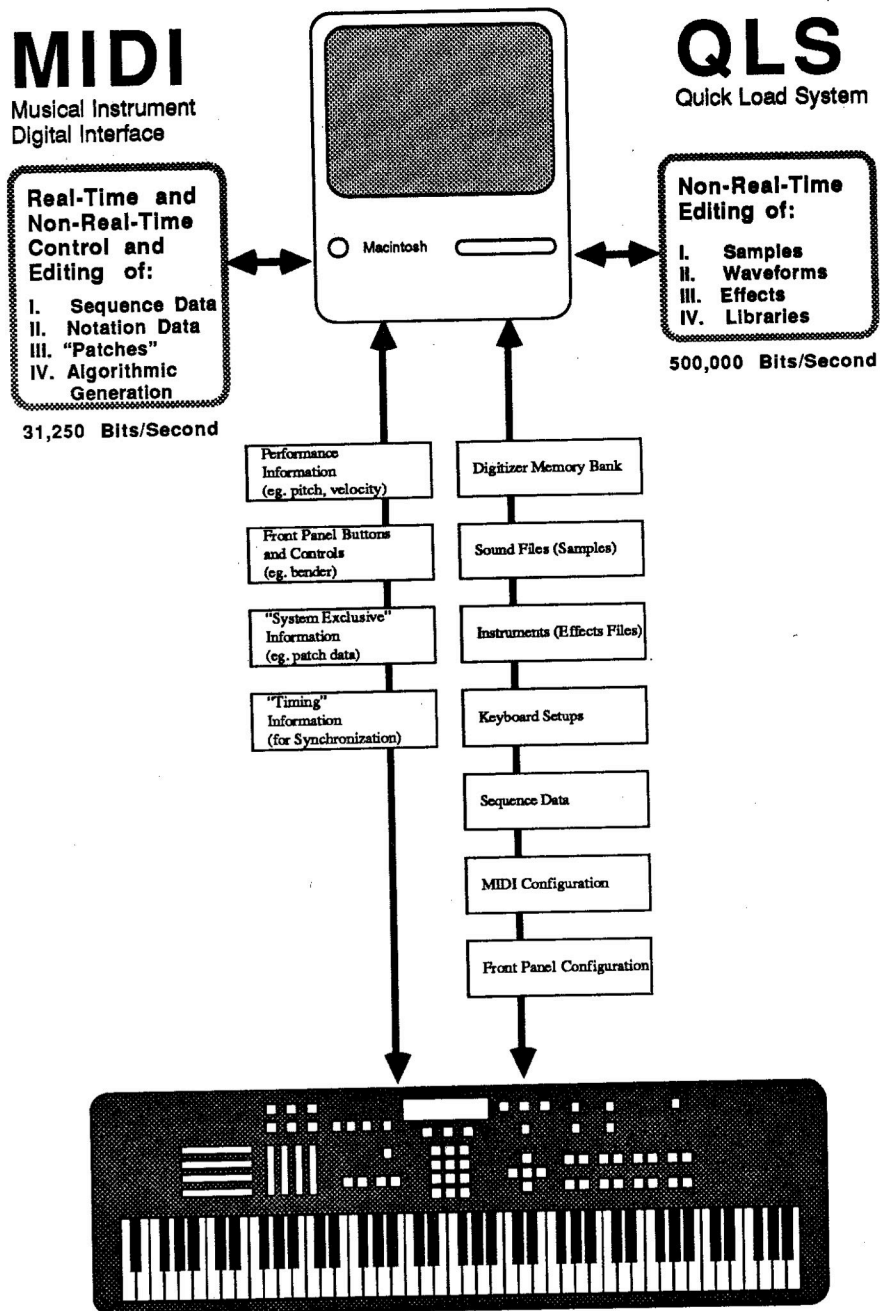 MIDI
Musical Instrument
Digital Interface
Real-Time and
Non-Real-Time
Control and
Editing of:
I. Sequence Data
II. Notation Data
III. "Patches"
IV. Algorithmic
Generation
31,250 Bits/Second
Macintosh
QLS
Quick Load System
Non-Real-Time
Editing of:
I. Samples
II. Waveforms
III. Effects
IV. Libraries
500,000 Bits/Second
Performance
Information
(eg. pitch, velocity)
Front Panel Buttons
and Controls
(eg. bender)
"System Exclusive"
Information
(eg. patch data)
"Timing"
Information
(for Synchronization)
Digitizer Memory Bank
Sound Files (Samples)
Instruments (Effects Files)
Keyboard Setups
Sequence Data
MIDI Configuration
Front Panel Configuration